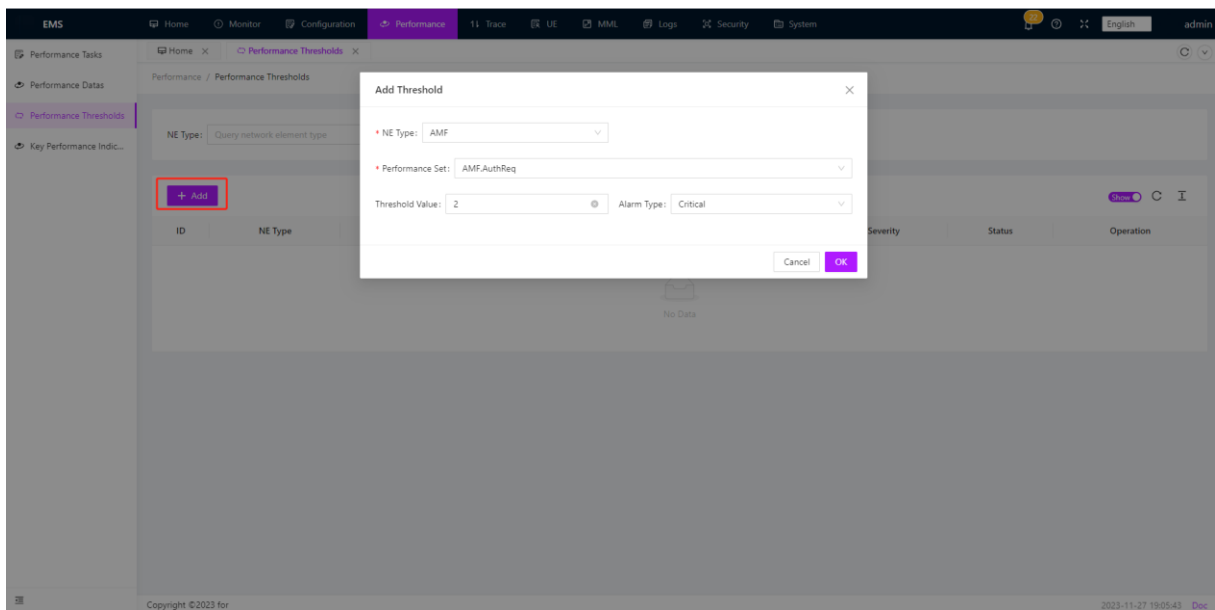 EMS Home Monitor Configuration Performance Trace UE MML Logs Security System 22 English admin
Performance Tasks
Performance Datas
Performance Thresholds
Key Performance Indic...
Home Performance Thresholds
Performance / Performance Thresholds
NE Type: Query network element type
+ Add
Show
ID NE Type Severity Status Operation
No Data
Add Threshold
* NE Type: AMF
* Performance Set: AMF.AuthReq
Threshold Value: 2 Alarm Type: Critical
Cancel OK
Copyright ©2023 for 2023-11-27 19:05:43 Doc